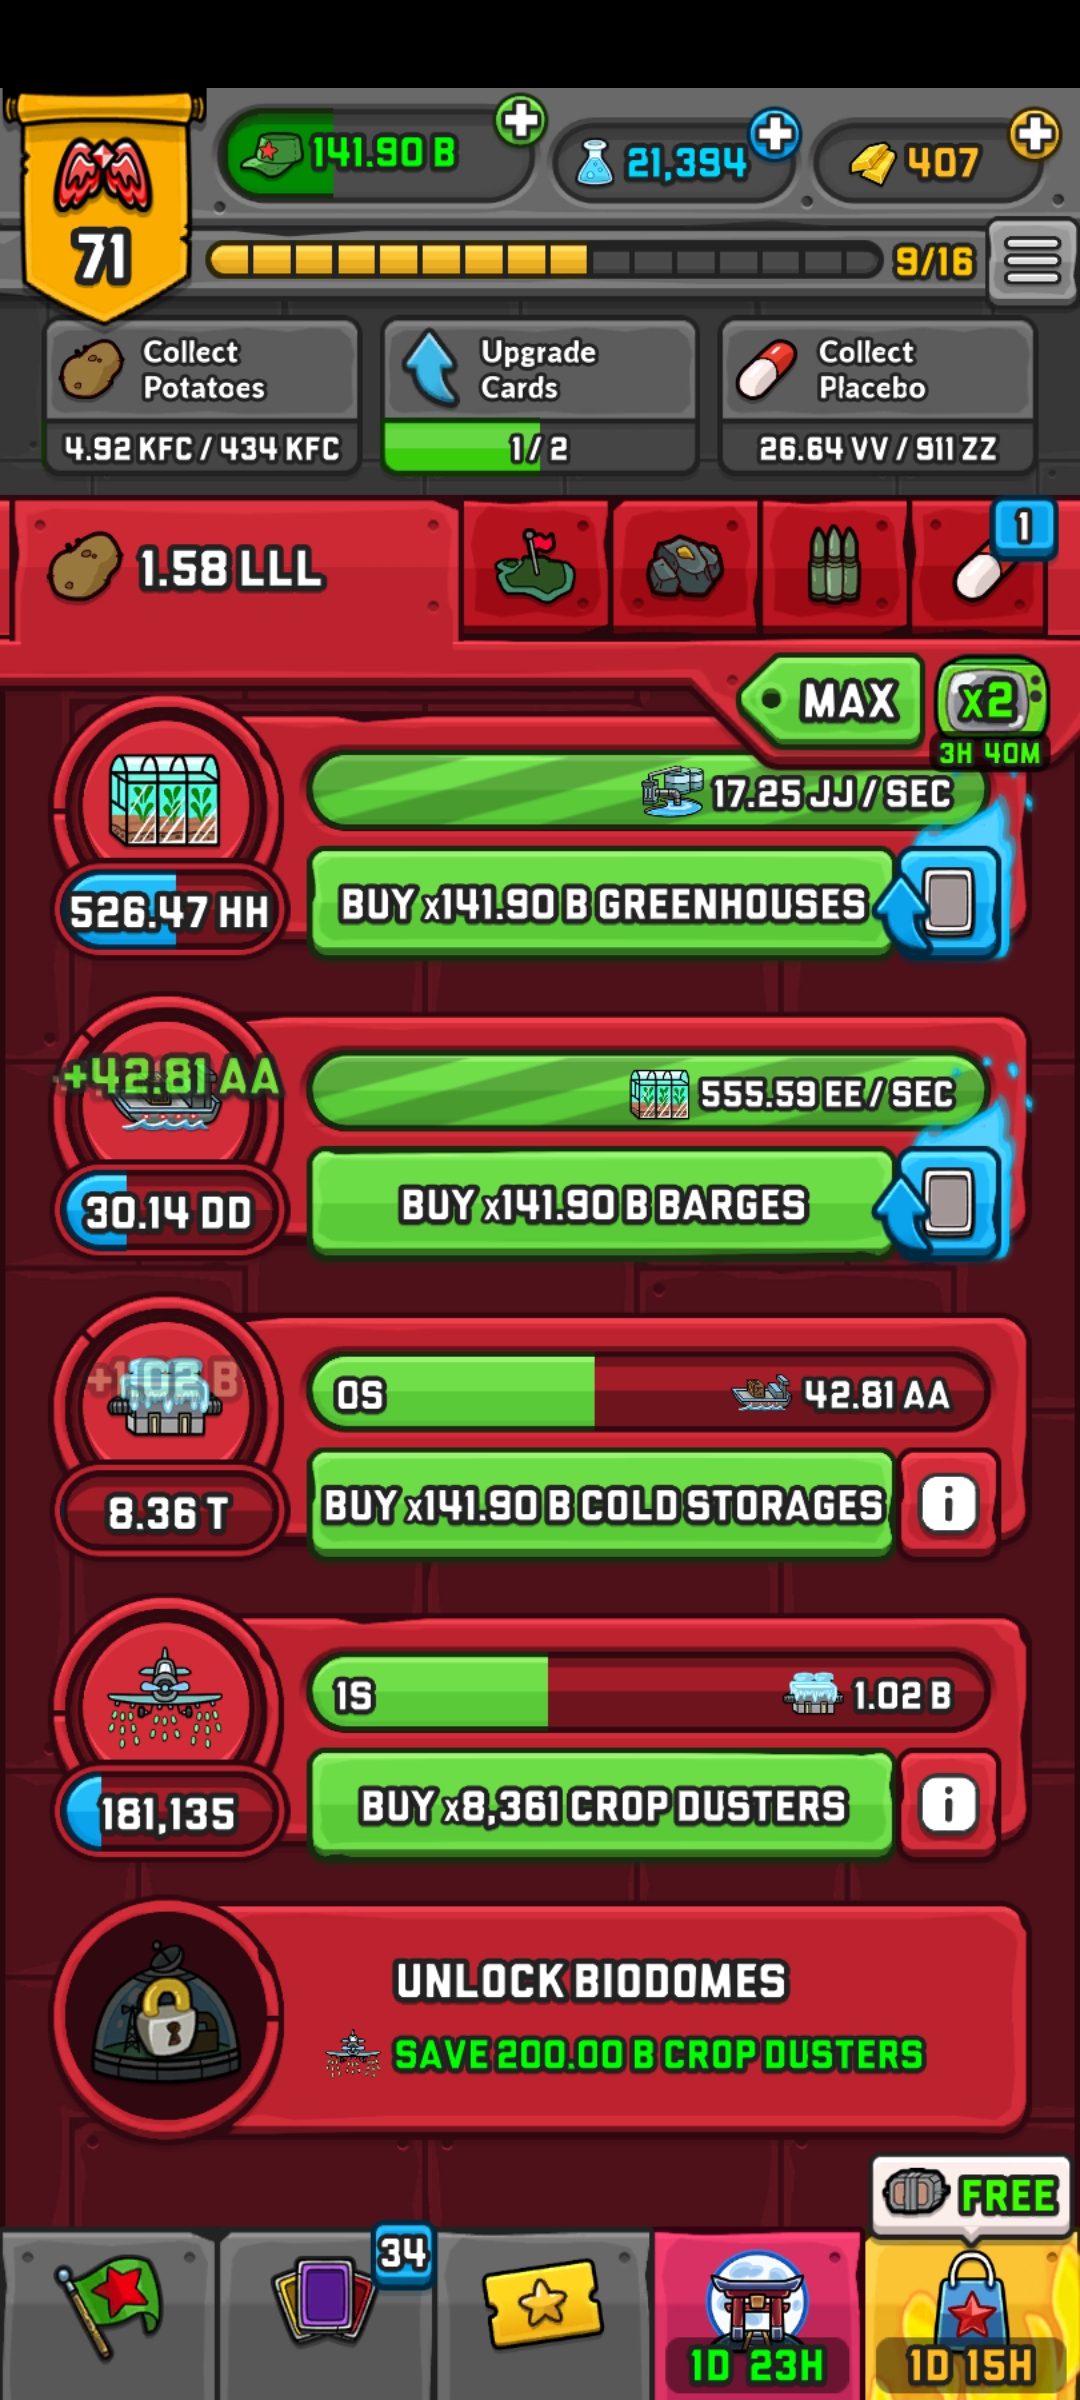 141.90 B
21,394
407
71
9/16
Collect
Potatoes
4.92 KFC / 434 KFC
Upgrade
Cards
1 / 2
Collect
Placebo
26.64 VV / 911 ZZ
1.58 LLL
1
MAX
x2
3H 40M
17.25 JJ / SEC
526.47 HH
BUY x141.90 B GREENHOUSES
+42.81 AA
555.59 EE / SEC
30.14 DD
BUY x141.90 B BARGES
+1.02 B
0S
42.81 AA
8.36 T
BUY x141.90 B COLD STORAGES
i
1S
1.02 B
181,135
BUY x8,361 CROP DUSTERS
i
UNLOCK BIODOMES
SAVE 200.00 B CROP DUSTERS
FREE
34
1D 23H
1D 15H